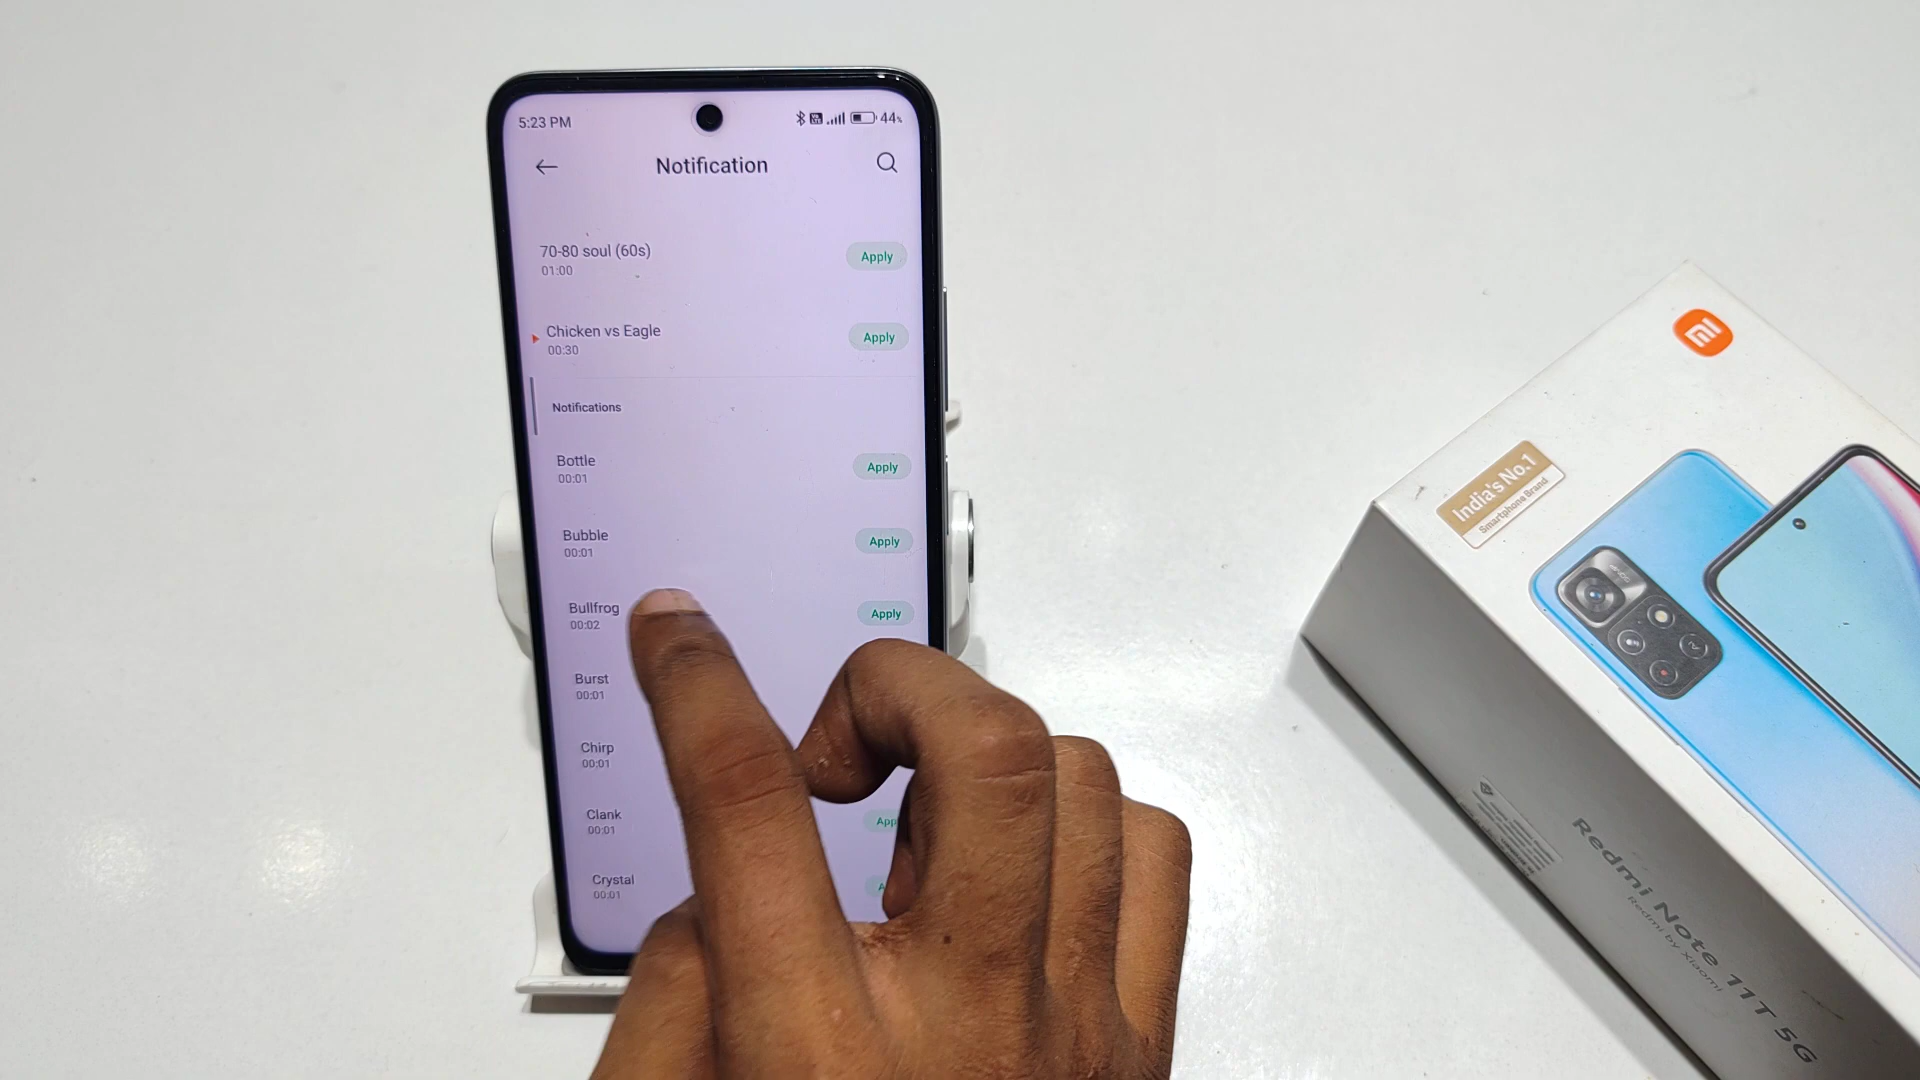 5:23 PM
44%
Notification
70-80 soul (60s)
01:00
Apply
Chicken vs Eagle
00:30
Apply
Notifications
Bottle
00:01
Apply
Bubble
00:01
Apply
Bullfrog
00:02
Apply
Burst
00:01
Chirp
00:01
Clank
00:01
App
Crystal
00:01
A
mi
India's No.1
Smartphone Brand
Redmi Note 11T 5G
Redmi by Xiaomi